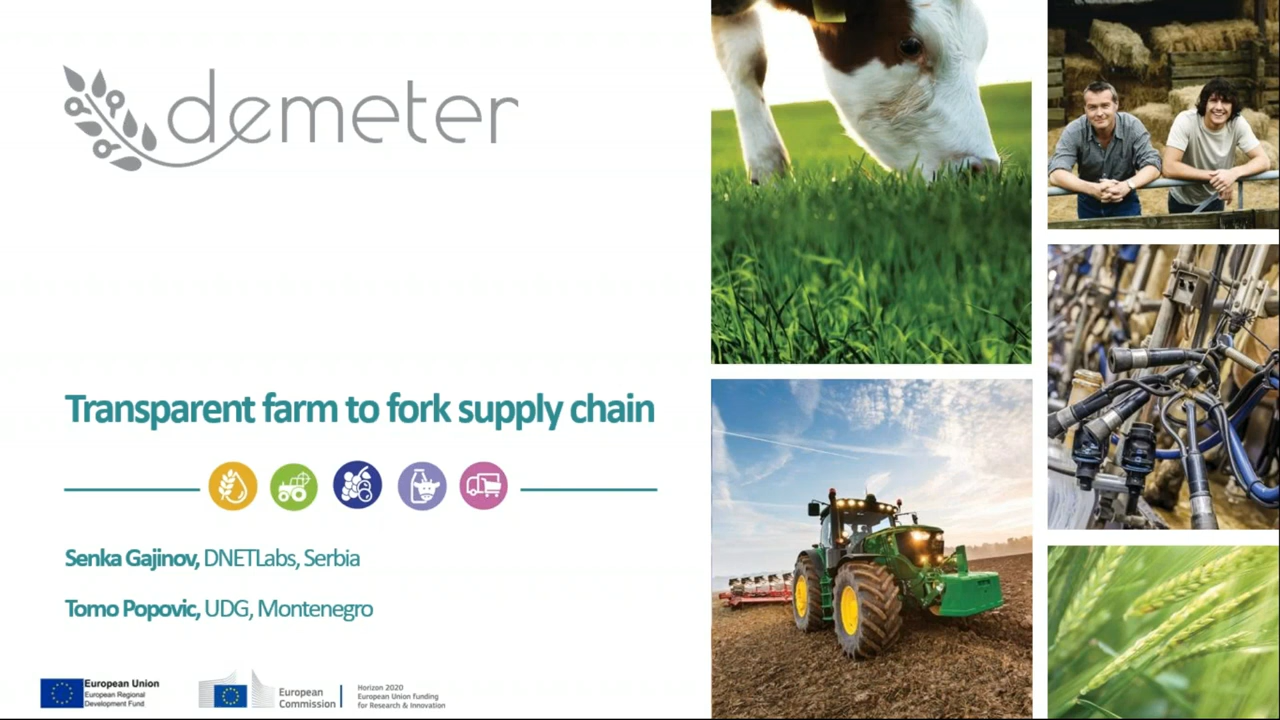 demeter
Transparent farm to fork supply chain
Senka Gajinov, DNETLabs, Serbia
Tomo Popovic, UDG, Montenegro
European Union
European Regional
Development Fund
European
Commission
Horizon 2020
European Union funding
for Research & Innovation